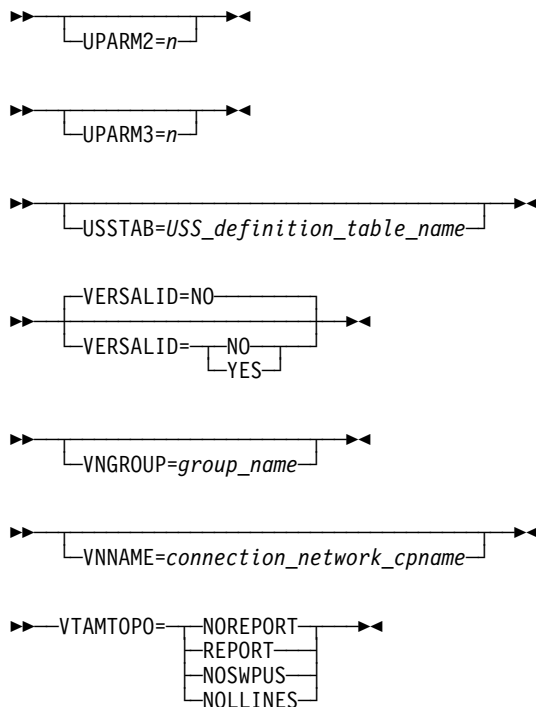 UPARM2=n
UPARM3=n
USSTAB=USS_definition_table_name
VERSALID=NO
VERSALID= NO
YES
VNGROUP=group_name
VNNAME=connection_network_cpname
VTAMTOPO= NOREPORT
REPORT
NOSWPUS
NOLLINES